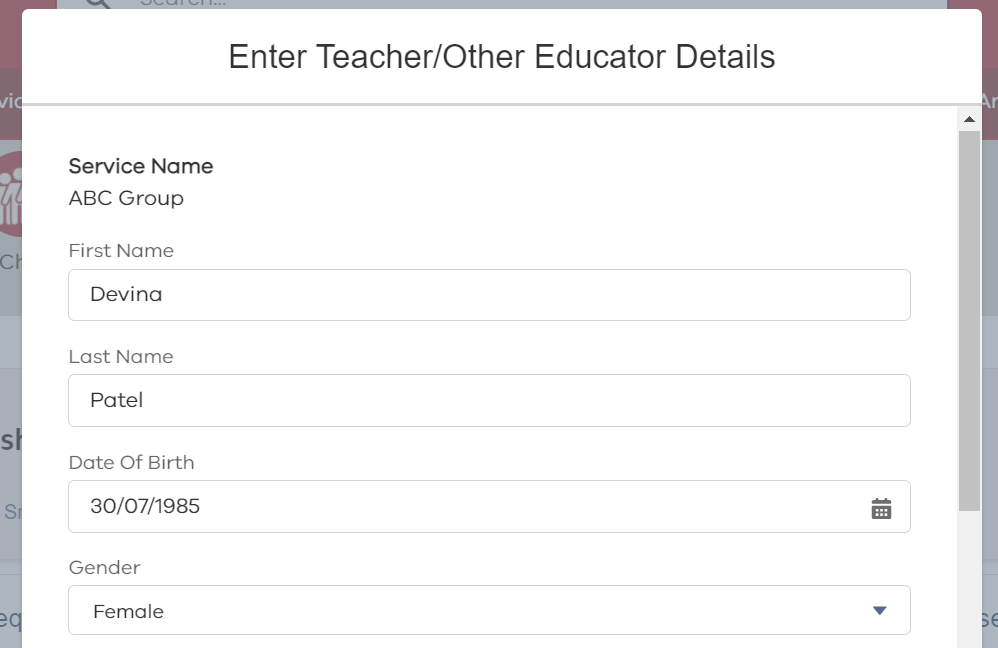 Search...
Enter Teacher/Other Educator Details
Service Name
ABC Group
First Name
Devina
Last Name
Patel
Date Of Birth
30/07/1985
Gender
Female